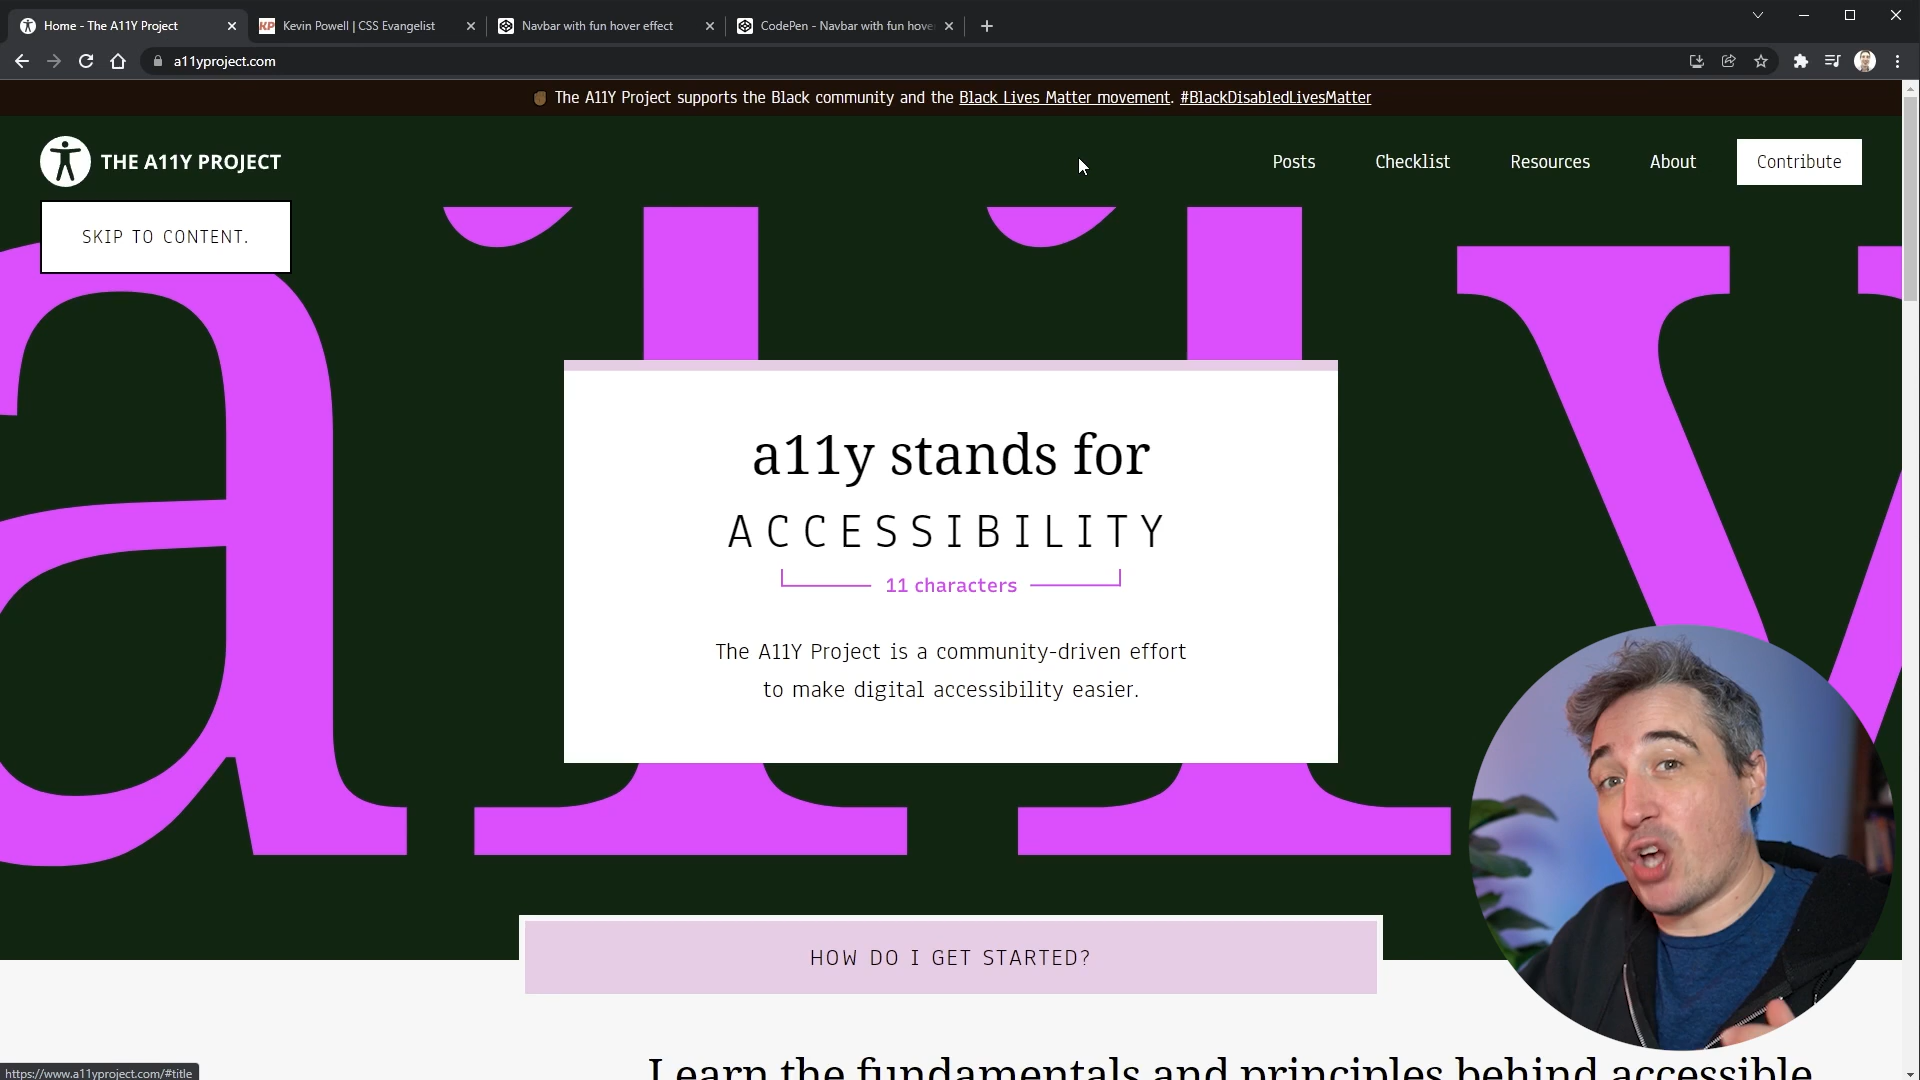 Home - The A11Y Project
KP Kevin Powell | CSS Evangelist
Navbar with fun hover effect
CodePen - Navbar with fun hove
a11yproject.com
The A11Y Project supports the Black community and the Black Lives Matter movement. #BlackDisabledLivesMatter
THE A11Y PROJECT
Posts
Checklist
Resources
About
Contribute
SKIP TO CONTENT.
a11y
a11y stands for
ACCESSIBILITY
11 characters
The A11Y Project is a community-driven effort
to make digital accessibility easier.
HOW DO I GET STARTED?
Learn the fundamentals and principles behind accessible
https://www.a11yproject.com/#title